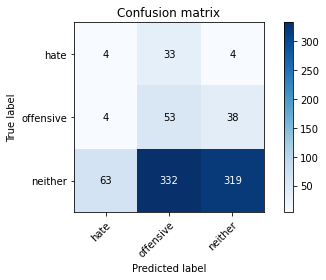 Confusion matrix
hate
4
33
4
offensive
4
53
38
neither
63
332
319
hate
offensive
neither
True label
Predicted label
300
250
200
150
100
50